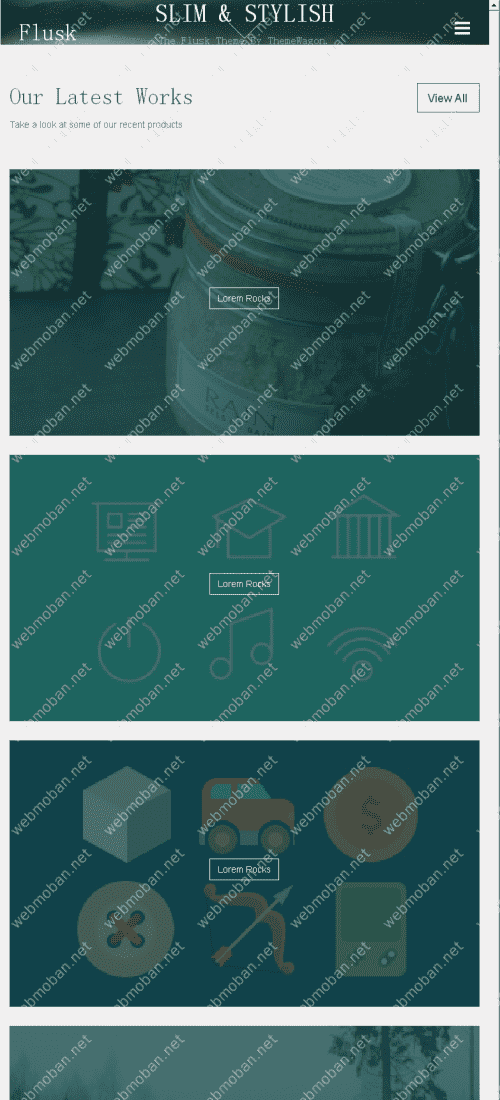 SLIM & STYLISH
Flusk
The Flusk Theme By ThemeWagon
Our Latest Works
View All
Take a look at some of our recent products
Lorem Rocks
RAIN
Lorem Rocks
$
Lorem Rocks
webmoban.net